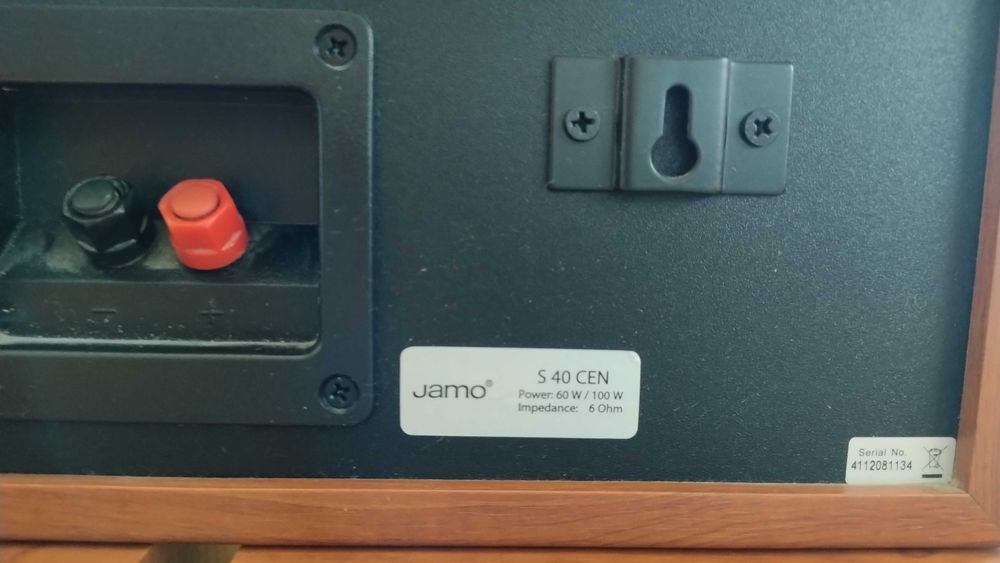 - +
Jamo®
S 40 CEN
Power: 60 W / 100 W
Impedance: 6 Ohm
Serial No.
4112081134